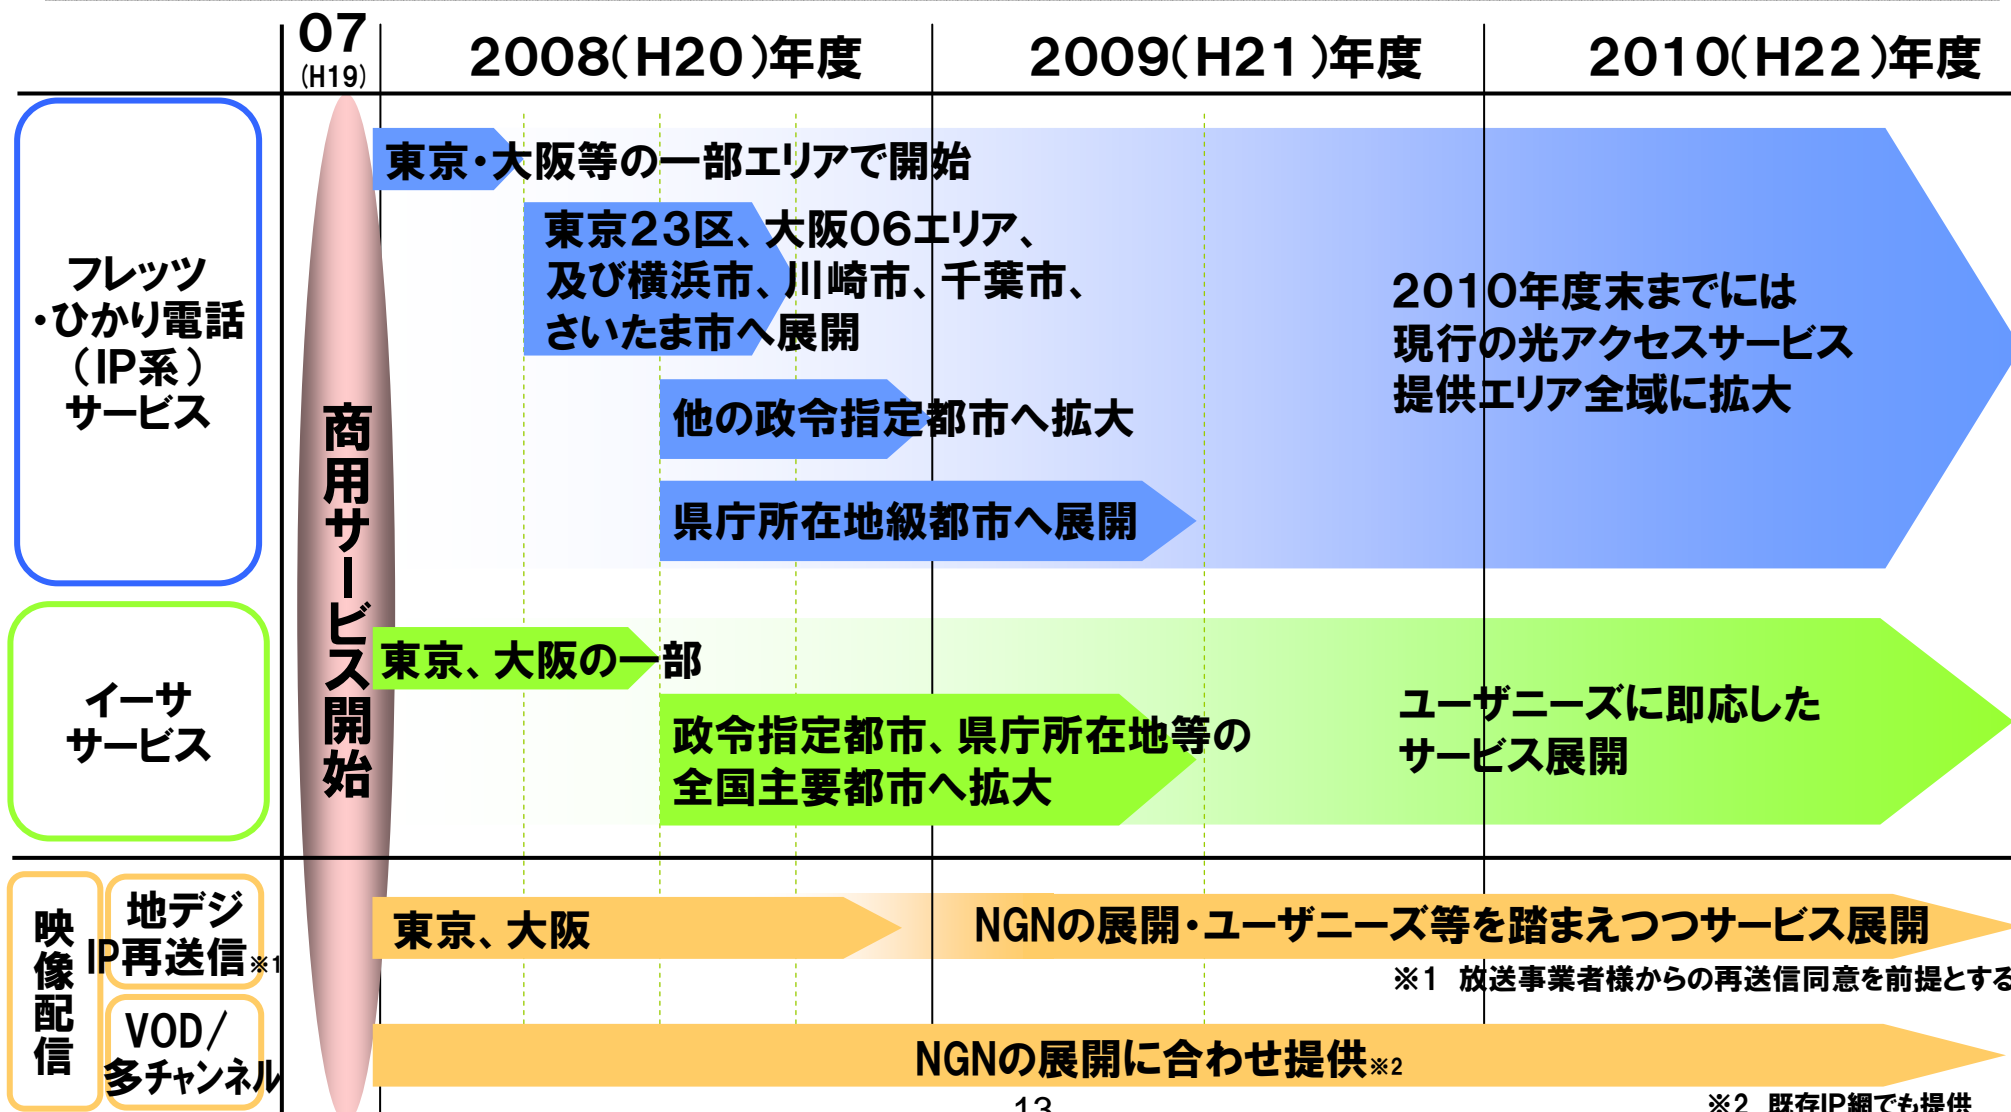 07
(H19)
2008(H20)年度
2009(H21)年度
2010(H22)年度
フレッツ
・ひかり電話
(IP系)
サービス
商用サービス開始
東京・大阪等の一部エリアで開始
東京23区、大阪06エリア、
及び横浜市、川崎市、千葉市、
さいたま市へ展開
他の政令指定都市へ拡大
県庁所在地級都市へ展開
2010年度末までには
現行の光アクセスサービス
提供エリア全域に拡大
イーサ
サービス
東京、大阪の一部
政令指定都市、県庁所在地等の
全国主要都市へ拡大
ユーザニーズに即応した
サービス展開
映像配信
地デジ
IP再送信※1
東京、大阪
NGNの展開・ユーザニーズ等を踏まえつつサービス展開
※1 放送事業者様からの再送信同意を前提とする
VOD/
多チャンネル
NGNの展開に合わせ提供※2
13
※2 既存IP網でも提供